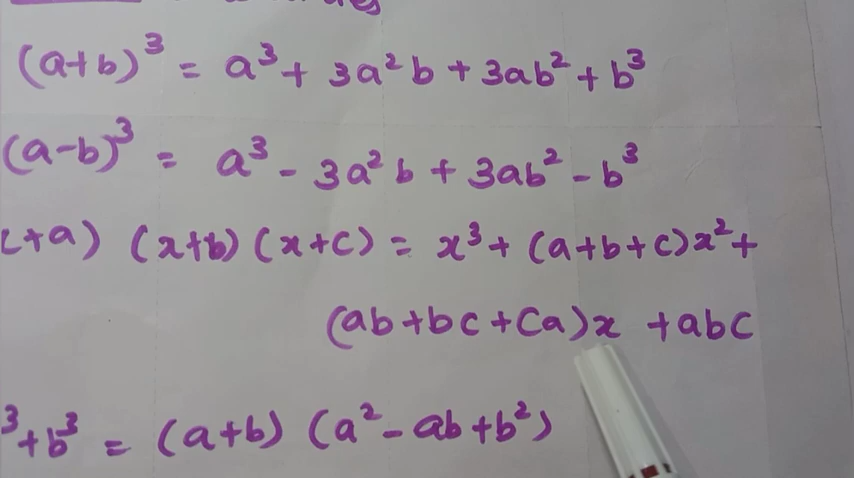 (a+b)³ = a³ + 3a²b + 3ab² + b³
(a-b)³ = a³ - 3a²b + 3ab² - b³
+a) (x+b) (x+c) = x³ + (a+b+c)x² +
(ab+bc+ca)x + abc
³+b³ = (a+b) (a² - ab + b²)